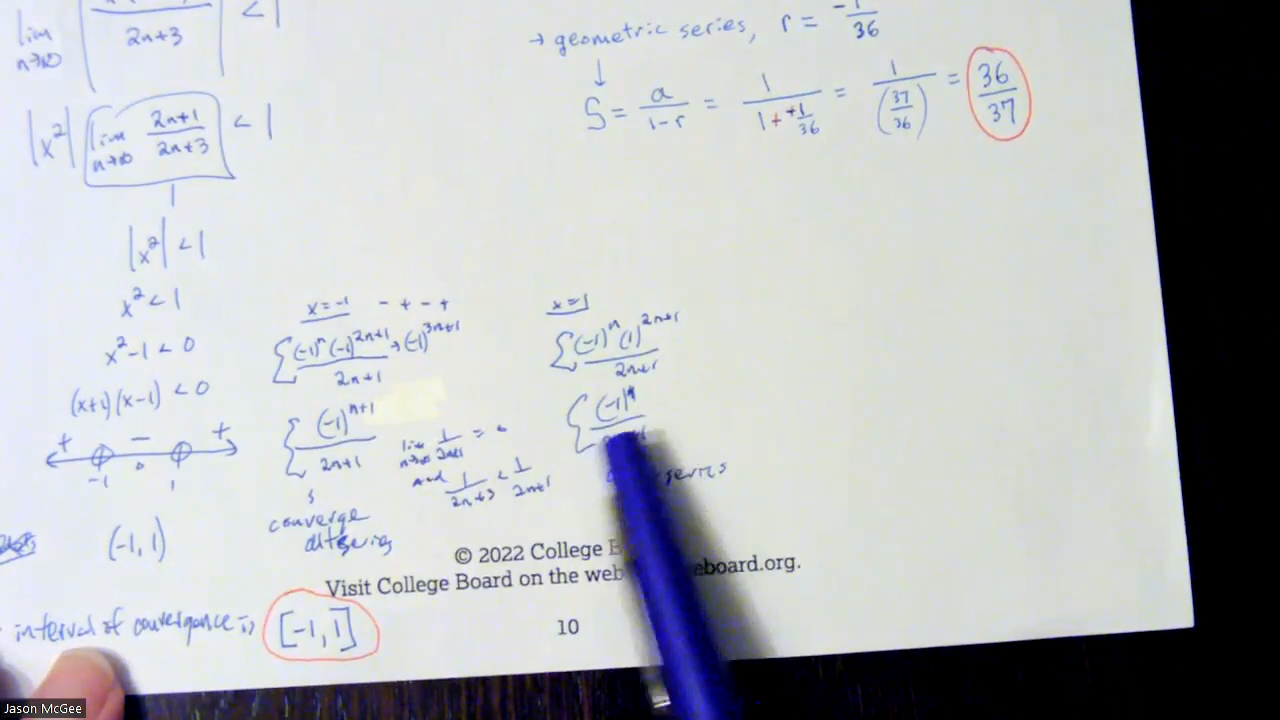 lim n→∞ | / 2n+3 | < 1
|x²| lim n→∞ 2n+1 / 2n+3 < 1
1
|x²| < 1
x² < 1
x²-1 < 0
(x+1)(x-1) < 0
+ - +
-1 0 1
(-1, 1)
interval of convergence is [-1, 1]
x=-1 - + - +
Σ (-1)ⁿ (-1)²ⁿ⁺¹ / 2n+1 → (-1)³ⁿ⁺¹
Σ (-1)ⁿ⁺¹ / 2n+1
lim n→∞ 1 / 2n+1 = 0
and 1 / 2n+3 < 1 / 2n+1
converge
alt series
x=1
Σ (-1)ⁿ (1)²ⁿ⁺¹ / 2n+1
Σ (-1)ⁿ
series
→ geometric series, r = -1/36
↓
S = a / 1-r = 1 / 1++1/36 = 1 / (37/36) = 36/37
© 2022 College B
Visit College Board on the web eboard.org.
10
Jason McGee